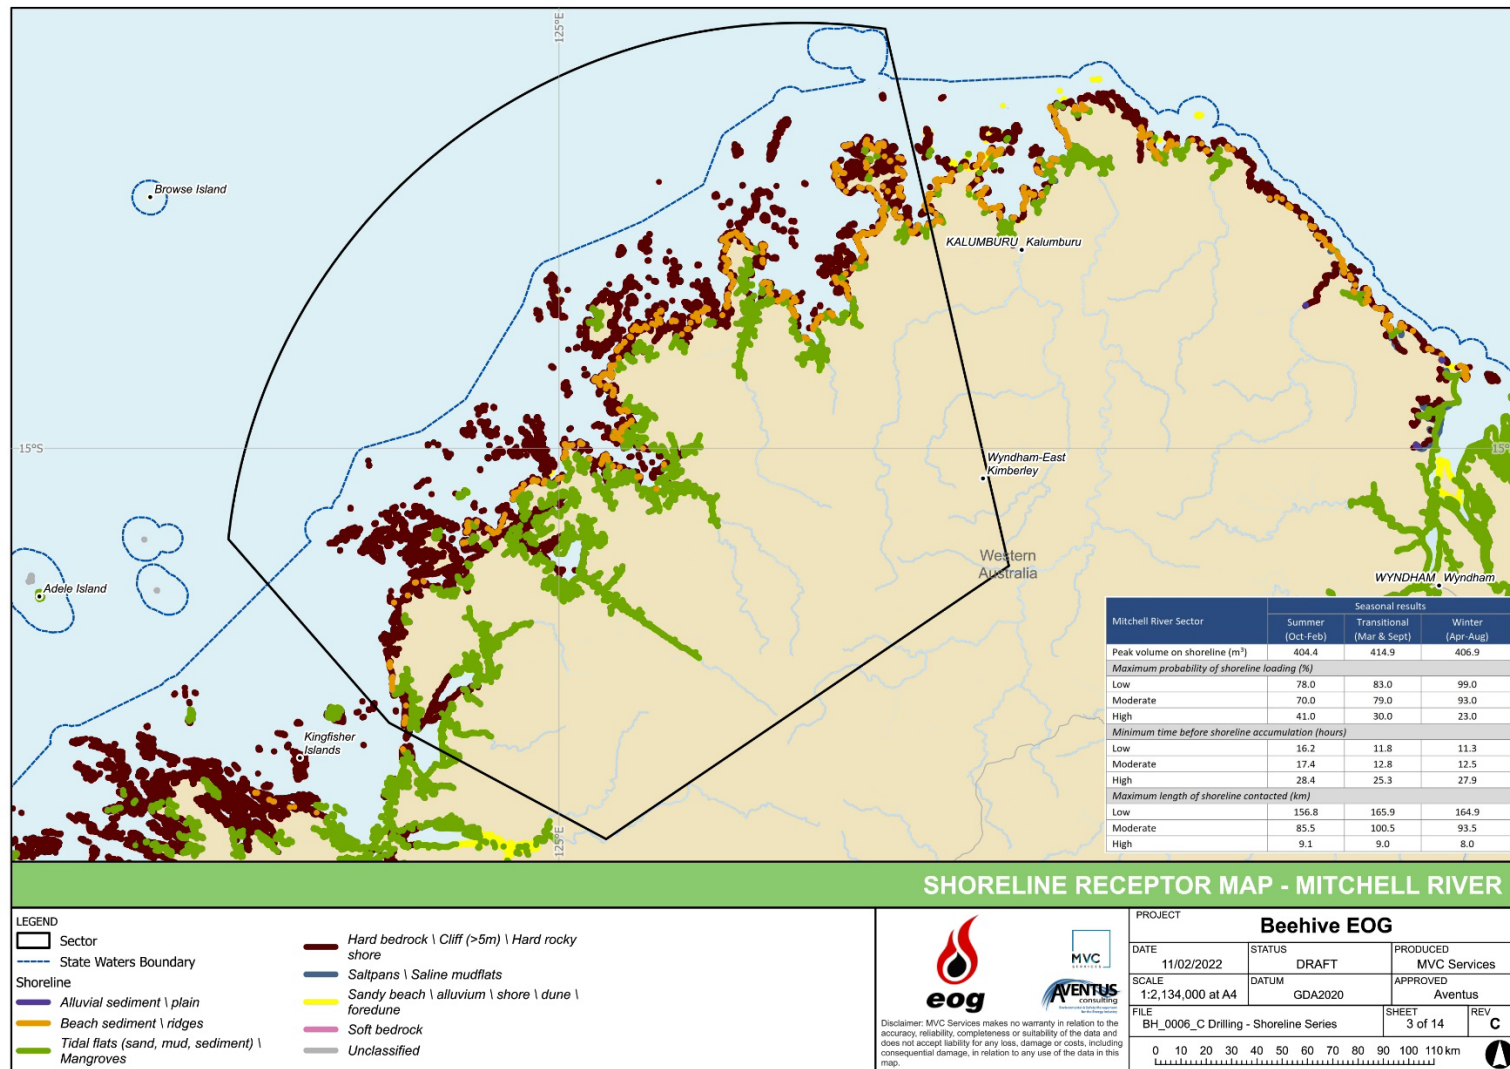 125°E
Browse Island
KALUMBURU Kalumburu
15°S
15°
Wyndham-East
Kimberley
Western
Australia
Adele Island
WYNDHAM Wyndham
Kingfisher
Islands
125°E
Mitchell River Sector
Seasonal results
Summer
(Oct-Feb)
Transitional
(Mar & Sept)
Winter
(Apr-Aug)
Peak volume on shoreline (m³) 404.4 414.9 406.9
Maximum probability of shoreline loading (%)
Low 78.0 83.0 99.0
Moderate 70.0 79.0 93.0
High 41.0 30.0 23.0
Minimum time before shoreline accumulation (hours)
Low 16.2 11.8 11.3
Moderate 17.4 12.8 12.5
High 28.4 25.3 27.9
Maximum length of shoreline contacted (km)
Low 156.8 165.9 164.9
Moderate 85.5 100.5 93.5
High 9.1 9.0 8.0
SHORELINE RECEPTOR MAP - MITCHELL RIVER
LEGEND
Sector
State Waters Boundary
Shoreline
Alluvial sediment \ plain
Beach sediment \ ridges
Tidal flats (sand, mud, sediment) \
Mangroves
Hard bedrock \ Cliff (>5m) \ Hard rocky
shore
Saltpans \ Saline mudflats
Sandy beach \ alluvium \ shore \ dune \
foredune
Soft bedrock
Unclassified
eog
MVC
SERVICES
AVENTUS
consulting
Disclaimer: MVC Services makes no warranty in relation to the
accuracy, reliability, completeness or suitability of the data and
does not accept liability for any loss, damage or costs, including
consequential damage, in relation to any use of the data in this
map.
PROJECT
Beehive EOG
DATE
11/02/2022
STATUS
DRAFT
PRODUCED
MVC Services
SCALE
1:2,134,000 at A4
DATUM
GDA2020
APPROVED
Aventus
FILE
BH_0006_C Drilling - Shoreline Series
SHEET
3 of 14
REV
C
0 10 20 30 40 50 60 70 80 90 100 110 km